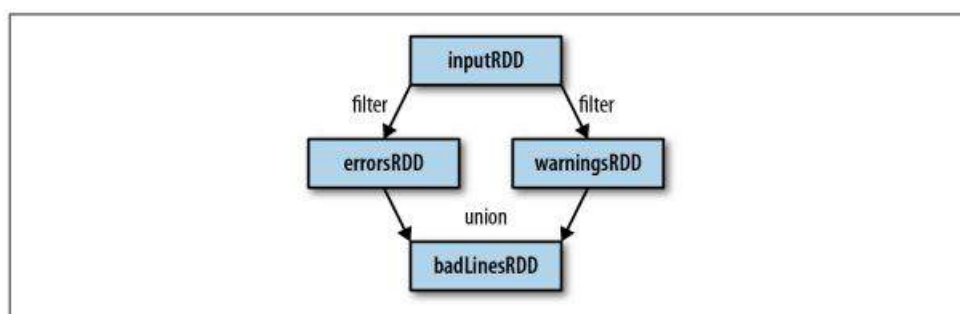 inputRDD
filter filter
errorsRDD warningsRDD
union
badLinesRDD